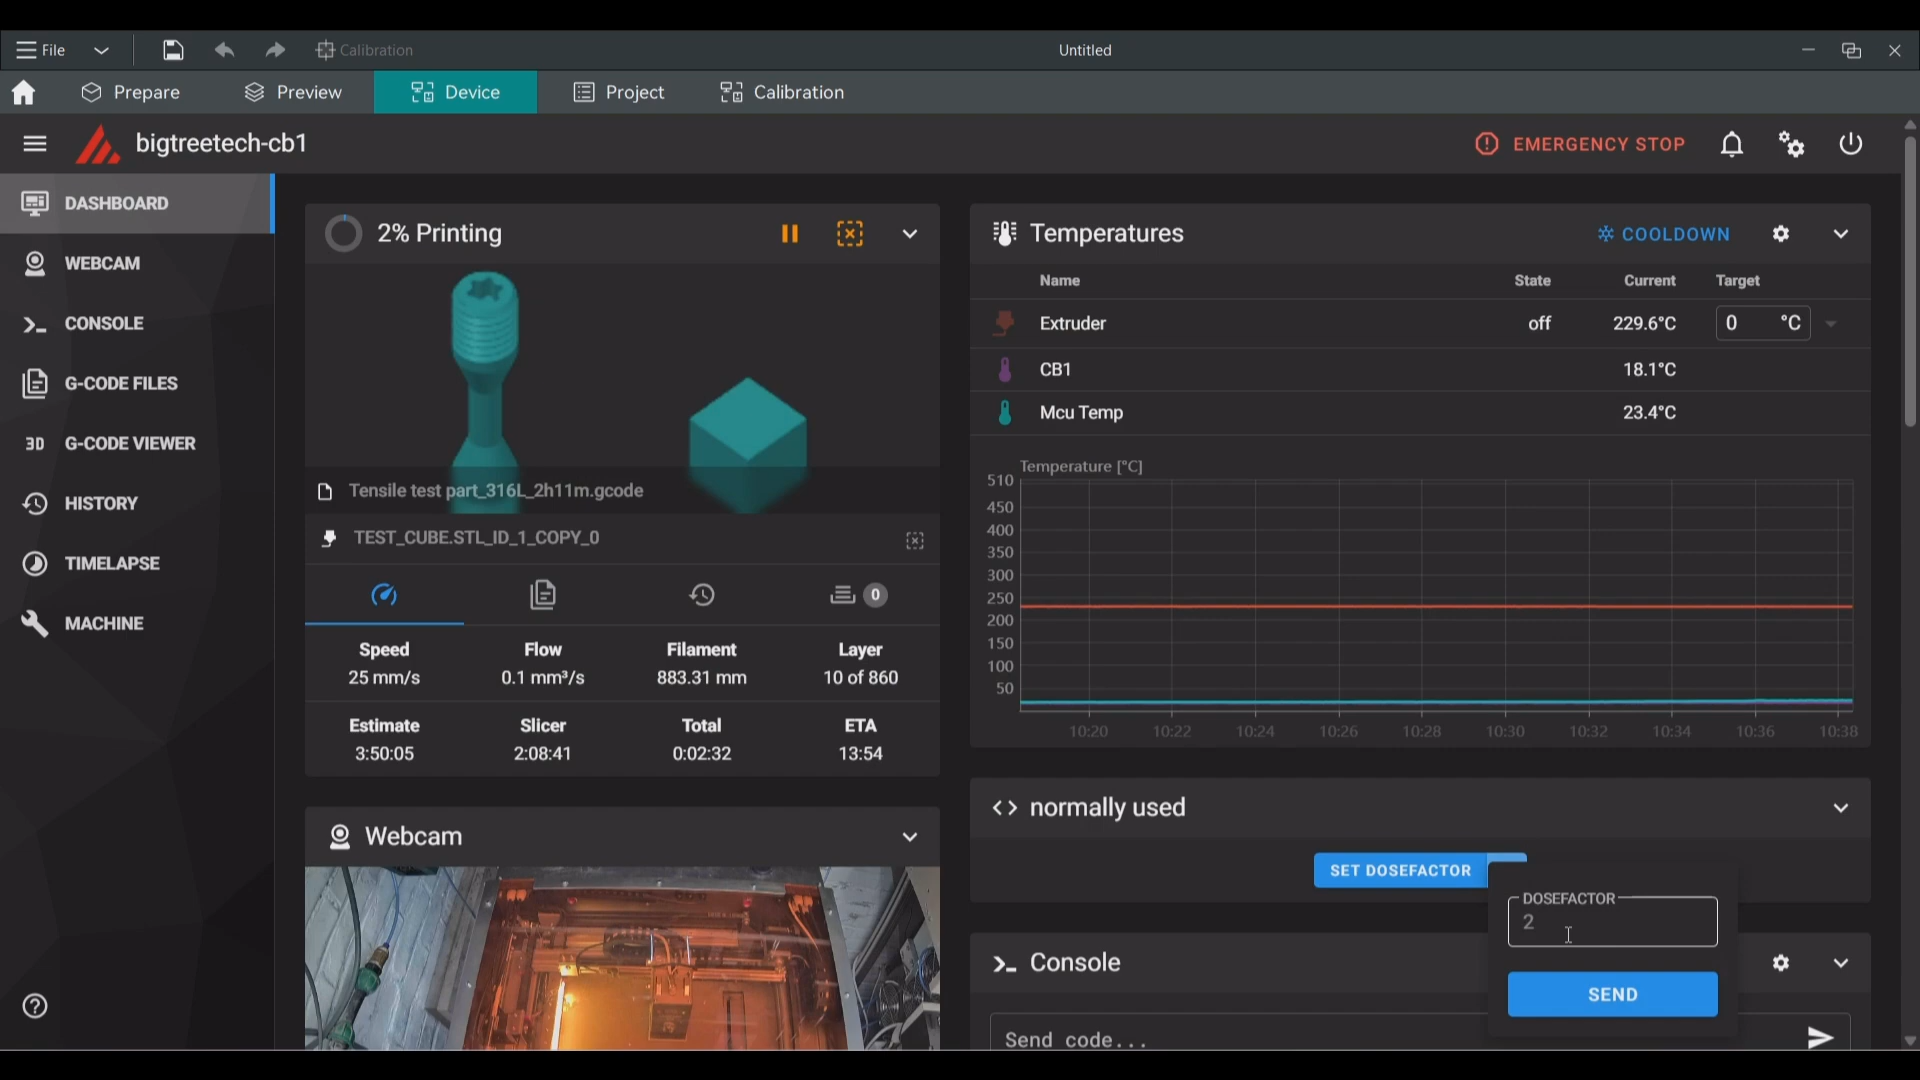 File
Calibration
Untitled
Prepare
Preview
Device
Project
Calibration
bigtreetech-cb1
EMERGENCY STOP
DASHBOARD
WEBCAM
CONSOLE
G-CODE FILES
3D G-CODE VIEWER
HISTORY
TIMELAPSE
MACHINE
2% Printing
Tensile test part_316L_2h11m.gcode
TEST_CUBE.STL_ID_1_COPY_0
0
Speed Flow Filament Layer
25 mm/s 0.1 mm³/s 883.31 mm 10 of 860
Estimate Slicer Total ETA
3:50:05 2:08:41 0:02:32 13:54
Webcam
Temperatures
COOLDOWN
Name State Current Target
Extruder off 229.6°C 0 °C
CB1 18.1°C
Mcu Temp 23.4°C
Temperature [°C]
510
450
400
350
300
250
200
150
100
50
10:20 10:22 10:24 10:26 10:28 10:30 10:32 10:34 10:36 10:38
normally used
SET DOSEFACTOR
DOSEFACTOR
2
SEND
Console
Send code...